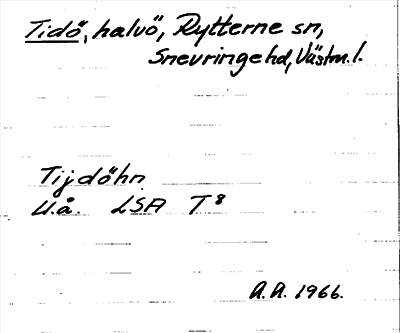 Tidö, halvö, Rytterne sn,
Snevringe hd, Västm. l.
Tijdöhn
U.å. LSA T8
A.A. 1966.